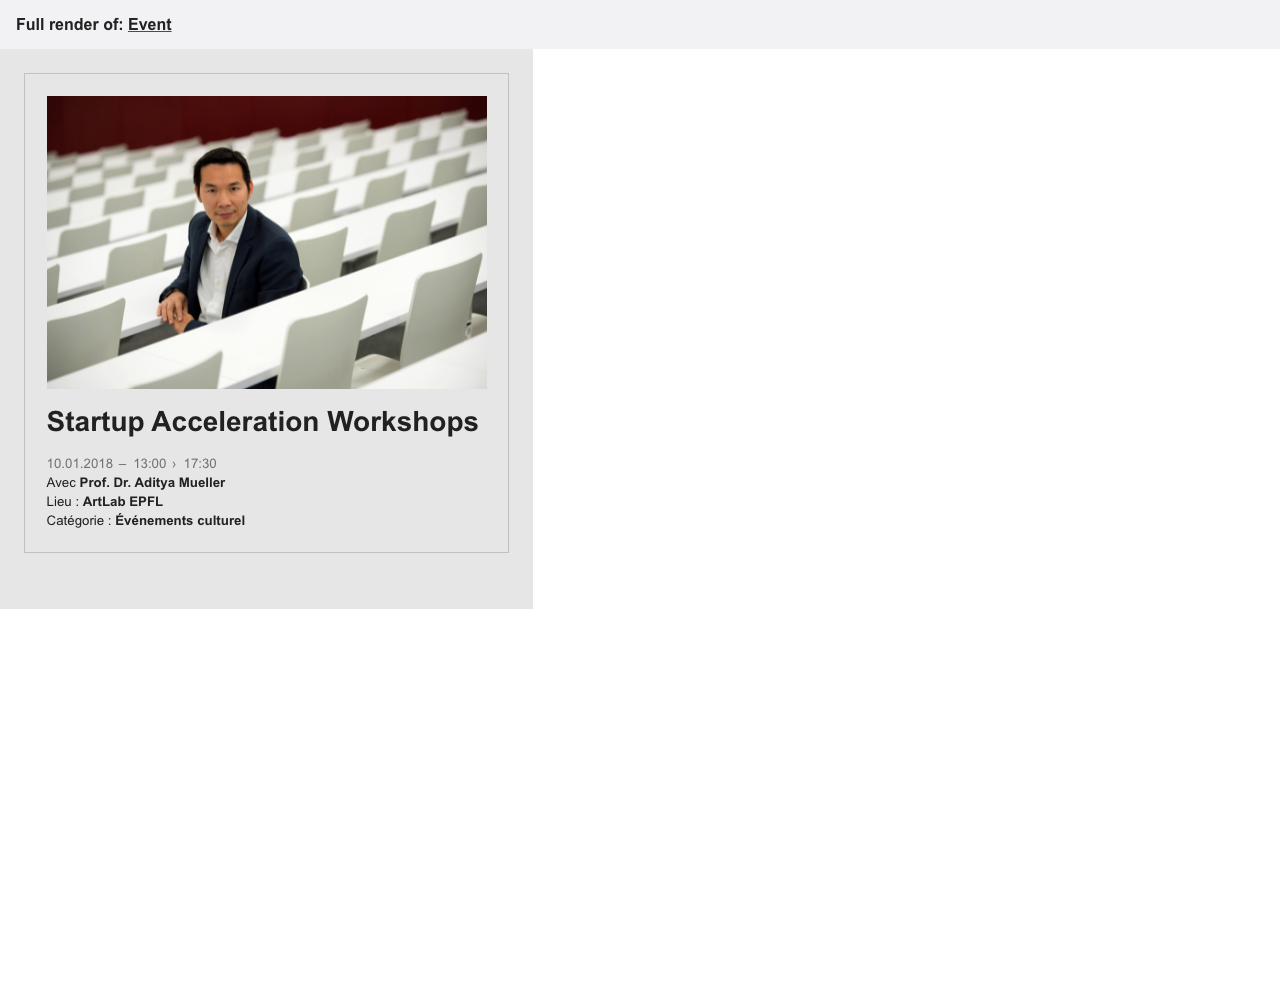 Full render of: Event
Startup Acceleration Workshops
10.01.2018 – 13:00 › 17:30
Avec Prof. Dr. Aditya Mueller
Lieu : ArtLab EPFL
Catégorie : Événements culturel